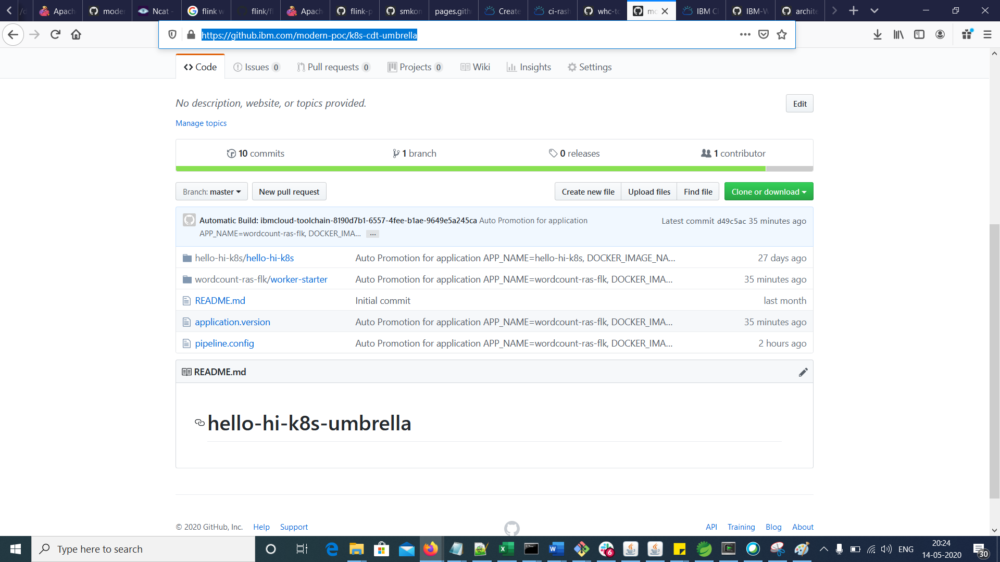 /d Apach moder Ncat - flink w flink/fl Apach flink-p smkon pages.gith Create ci-rash whc-to mo IBM Cl IBM-W archite
https://github.ibm.com/modern-poc/k8s-cdt-umbrella
Code Issues 0 Pull requests 0 Projects 0 Wiki Insights Settings
No description, website, or topics provided.
Edit
Manage topics
10 commits 1 branch 0 releases 1 contributor
Branch: master New pull request Create new file Upload files Find file Clone or download
Automatic Build: ibmcloud-toolchain-8190d7b1-6557-4fee-b1ae-9649e5a245ca Auto Promotion for application Latest commit d49c5ac 35 minutes ago
APP_NAME=wordcount-ras-flk, DOCKER_IMA... ...
hello-hi-k8s/hello-hi-k8s Auto Promotion for application APP_NAME=hello-hi-k8s, DOCKER_IMAGE_NA... 27 days ago
wordcount-ras-flk/worker-starter Auto Promotion for application APP_NAME=wordcount-ras-flk, DOCKER_IMA... 35 minutes ago
README.md Initial commit last month
application.version Auto Promotion for application APP_NAME=wordcount-ras-flk, DOCKER_IMA... 35 minutes ago
pipeline.config Auto Promotion for application APP_NAME=wordcount-ras-flk, DOCKER_IMA... 2 hours ago
README.md
hello-hi-k8s-umbrella
© 2020 GitHub, Inc. Help Support API Training Blog About
Type here to search
6
ENG
20:24
14-05-2020
30